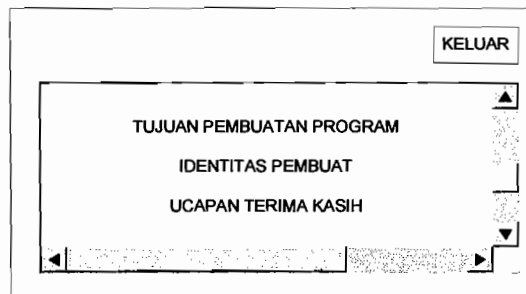 KELUAR
TUJUAN PEMBUATAN PROGRAM
IDENTITAS PEMBUAT
UCAPAN TERIMA KASIH